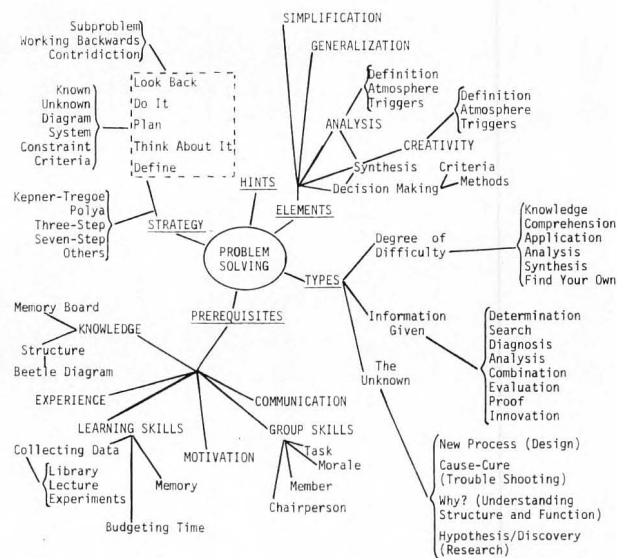 SIMPLIFICATION
GENERALIZATION
Subproblem
Working Backwards
Contridiction
Look Back
Do It
Plan
Think About It
Define
Known
Unknown
Diagram
System
Constraint
Criteria
Kepner-Tregoe
Polya
Three-Step
Seven-Step
Others
STRATEGY
HINTS
ELEMENTS
Definition
Atmosphere
Triggers
ANALYSIS
Definition
Atmosphere
Triggers
CREATIVITY
Synthesis
Decision Making
Criteria
Methods
PROBLEM
SOLVING
TYPES
Degree of
Difficulty
Knowledge
Comprehension
Application
Analysis
Synthesis
Find Your Own
Information
Given
Determination
Search
Diagnosis
Analysis
Combination
Evaluation
Proof
Innovation
The
Unknown
New Process (Design)
Cause-Cure
(Trouble Shooting)
Why? (Understanding
Structure and Function)
Hypothesis/Discovery
(Research)
PREREQUISITES
Memory Board
KNOWLEDGE
Structure
Beetle Diagram
EXPERIENCE
LEARNING SKILLS
Collecting Data
Library
Lecture
Experiments
Memory
Budgeting Time
MOTIVATION
COMMUNICATION
GROUP SKILLS
Task
Morale
Member
Chairperson